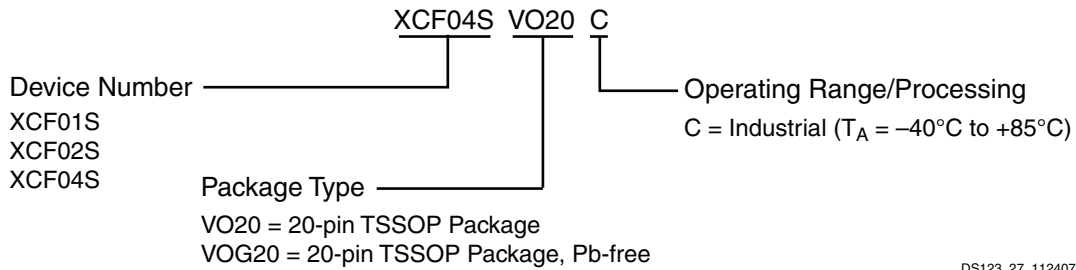 XCF04S VO20 C
Device Number
XCF01S
XCF02S
XCF04S
Package Type
VO20 = 20-pin TSSOP Package
VOG20 = 20-pin TSSOP Package, Pb-free
Operating Range/Processing
C = Industrial (TA = –40°C to +85°C)
DS123_27_112407